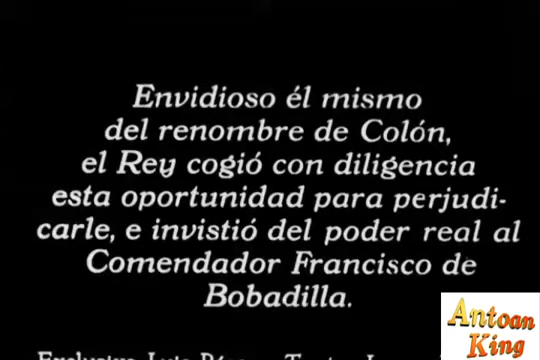 Envidioso él mismo
del renombre de Colón,
el Rey cogió con diligencia
esta oportunidad para perjudi-
carle, e invistió del poder real al
Comendador Francisco de
Bobadilla.
Antoan
King